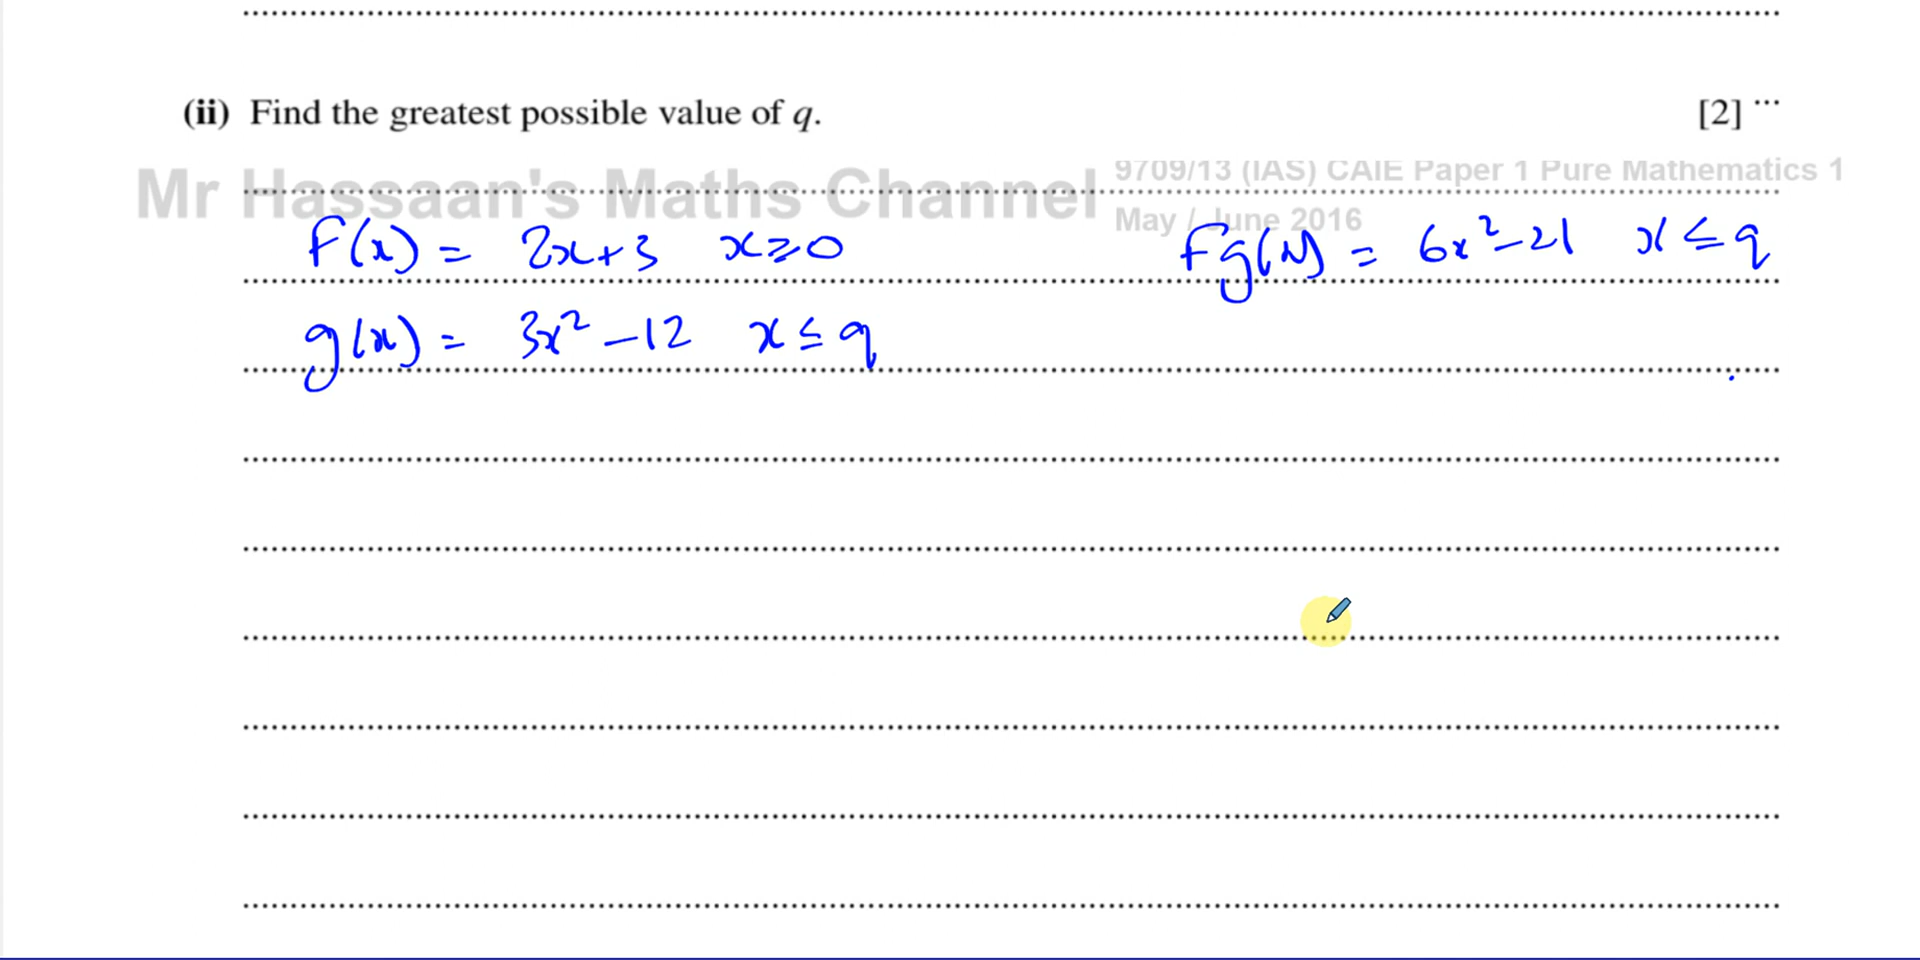 (ii) Find the greatest possible value of q. [2]
Mr Hassaan's Maths Channel
9709/13 (IAS) CAIE Paper 1 Pure Mathematics 1
May / June 2016
f(x) = 2x+3 x≥0
fg(x) = 6x²-21 x≤q
g(x) = 3x²-12 x≤q